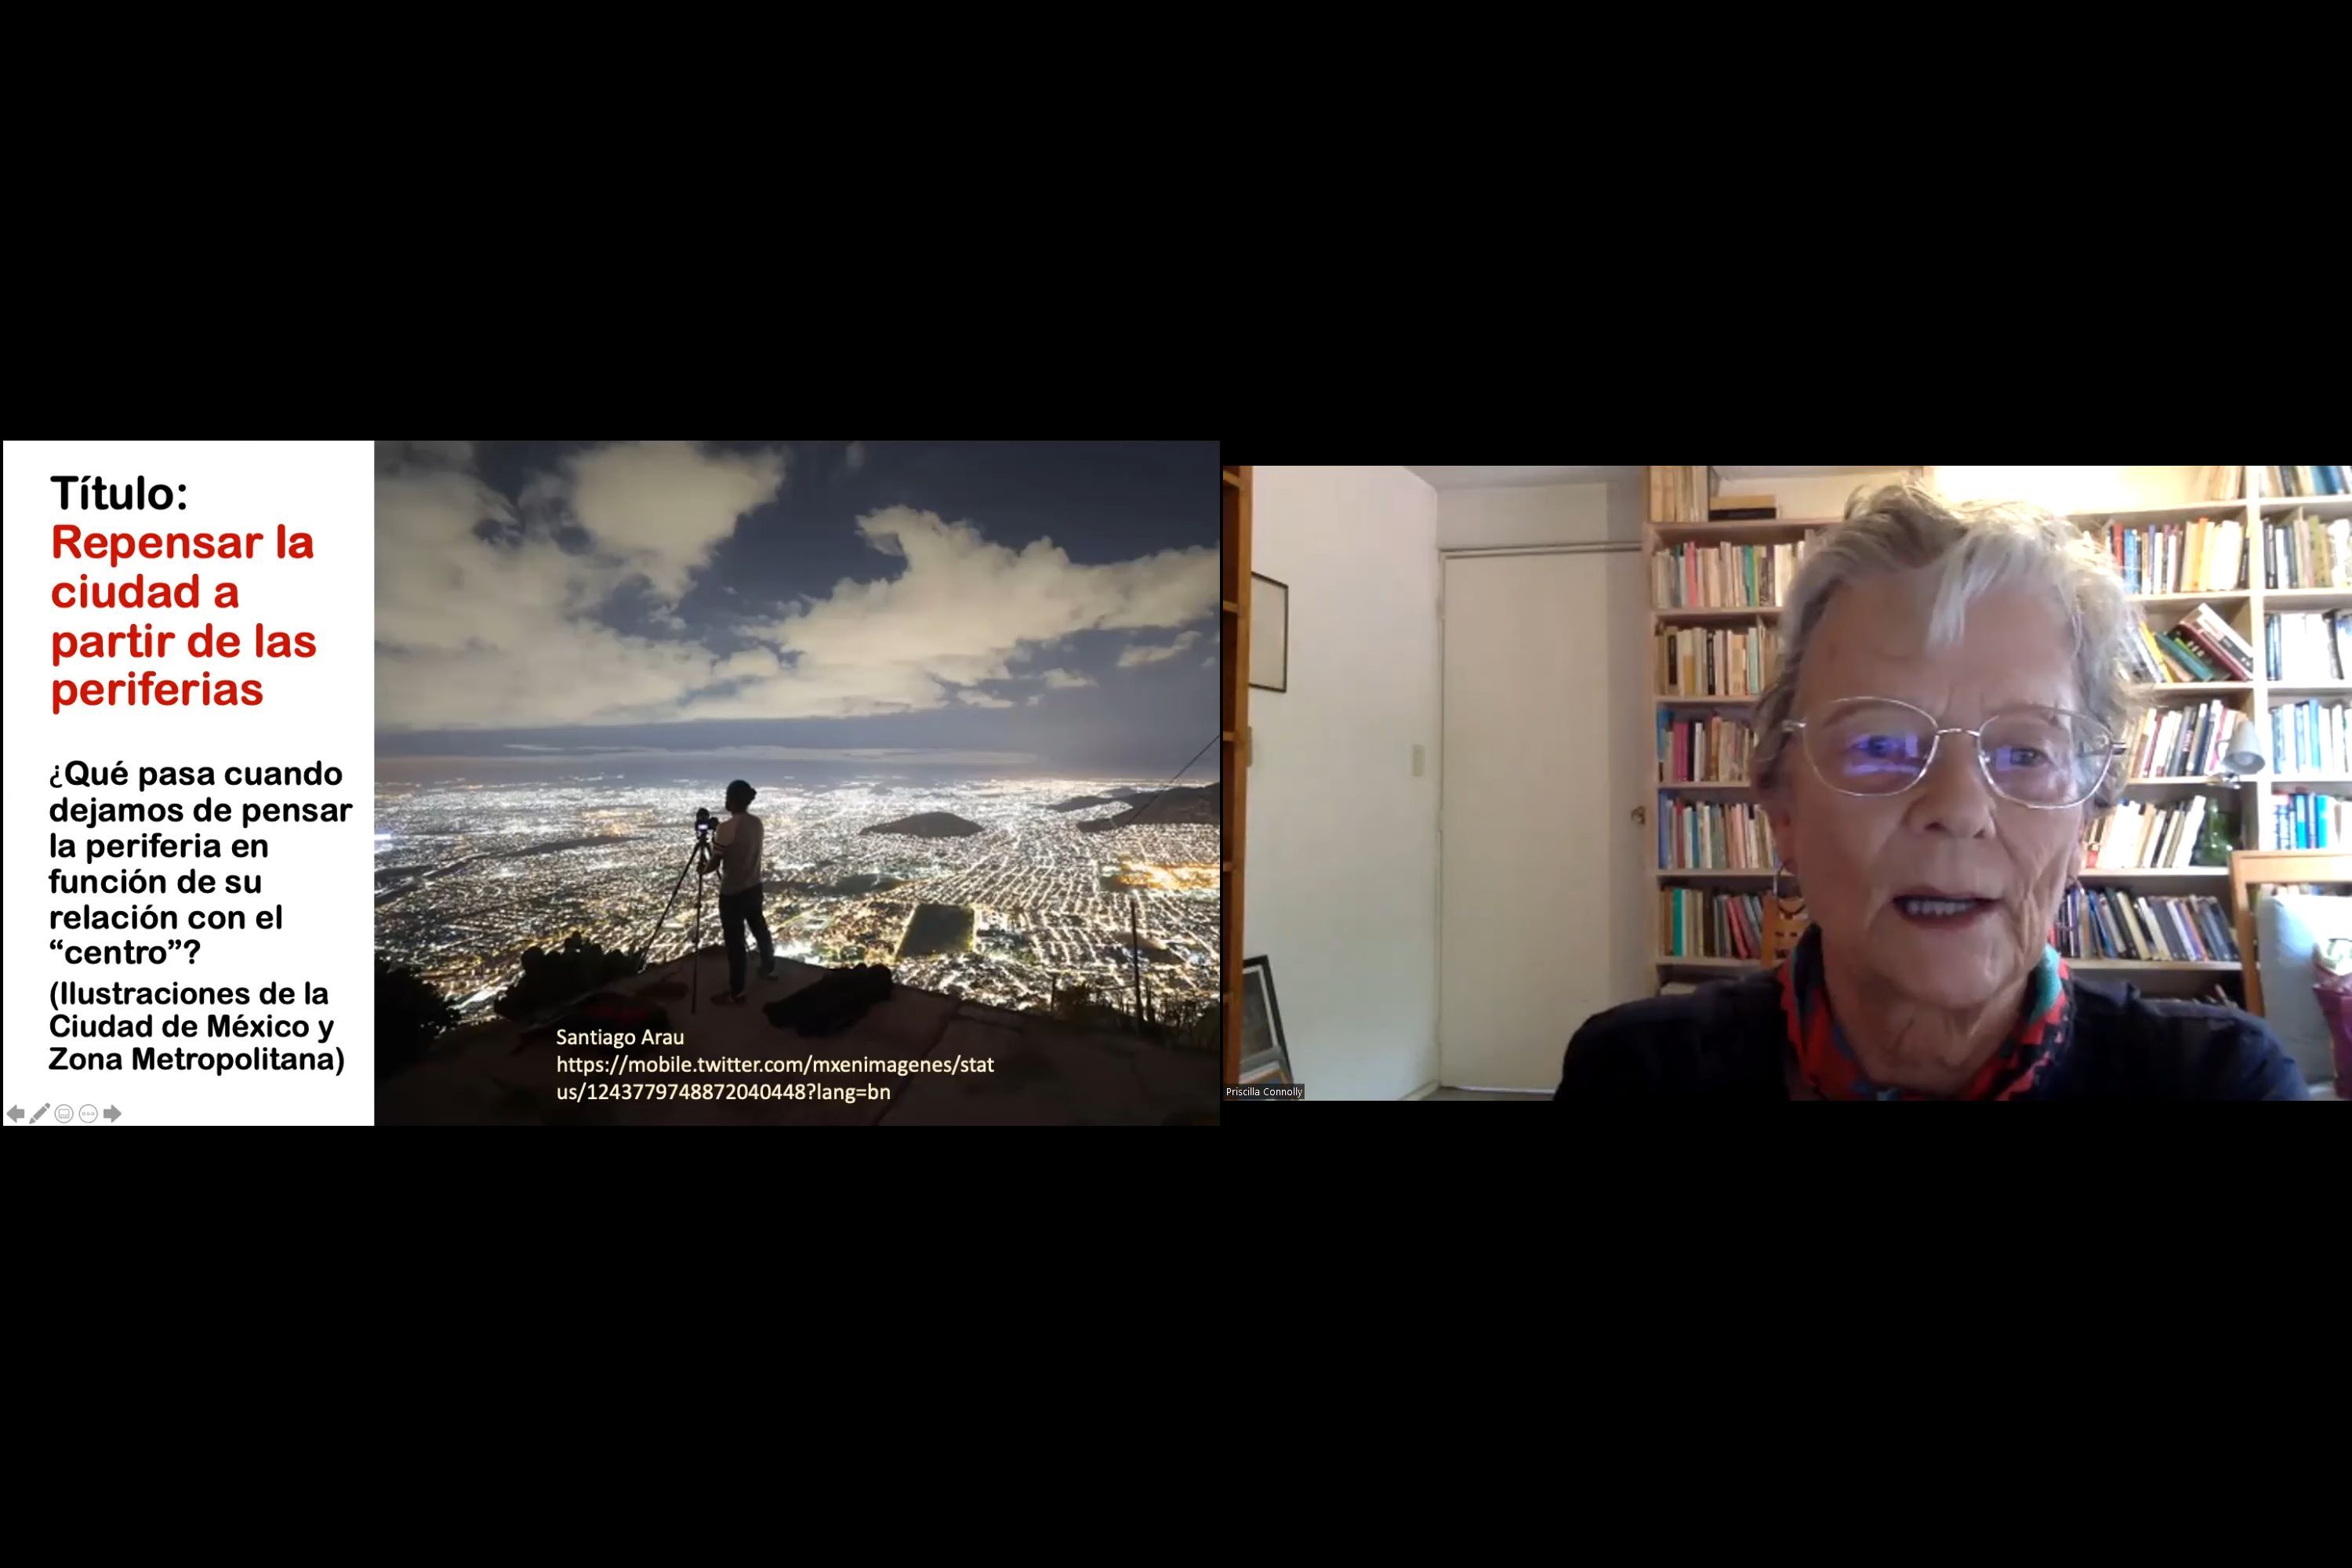 Título:
Repensar la
ciudad a
partir de las
periferias
¿Qué pasa cuando
dejamos de pensar
la periferia en
función de su
relación con el
“centro”?
(Ilustraciones de la
Ciudad de México y
Zona Metropolitana)
Santiago Arau
https://mobile.twitter.com/mxenimagenes/stat
us/1243779748872040448?lang=bn
Priscilla Connolly